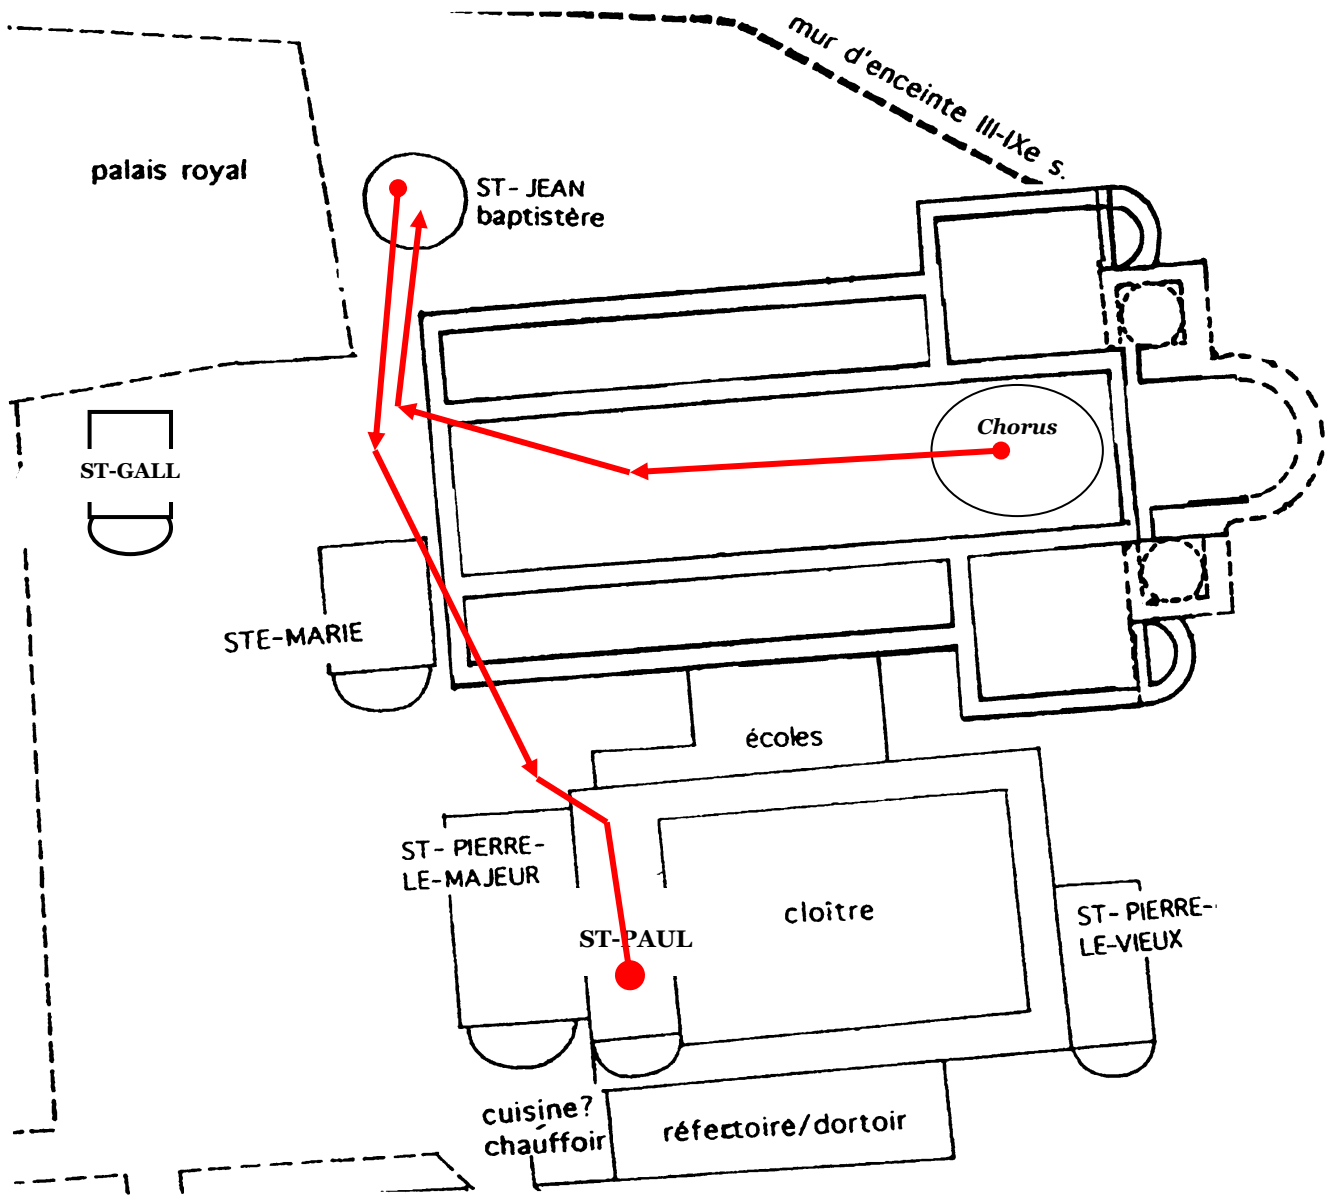 mur d'enceinte III-IXe s.
palais royal
ST-JEAN
baptistère
Chorus
ST-GALL
STE-MARIE
écoles
ST-PIERRE-
LE-MAJEUR
cloître
ST-PIERRE-
LE-VIEUX
ST-PAUL
cuisine?
chauffoir
réfectoire/dortoir